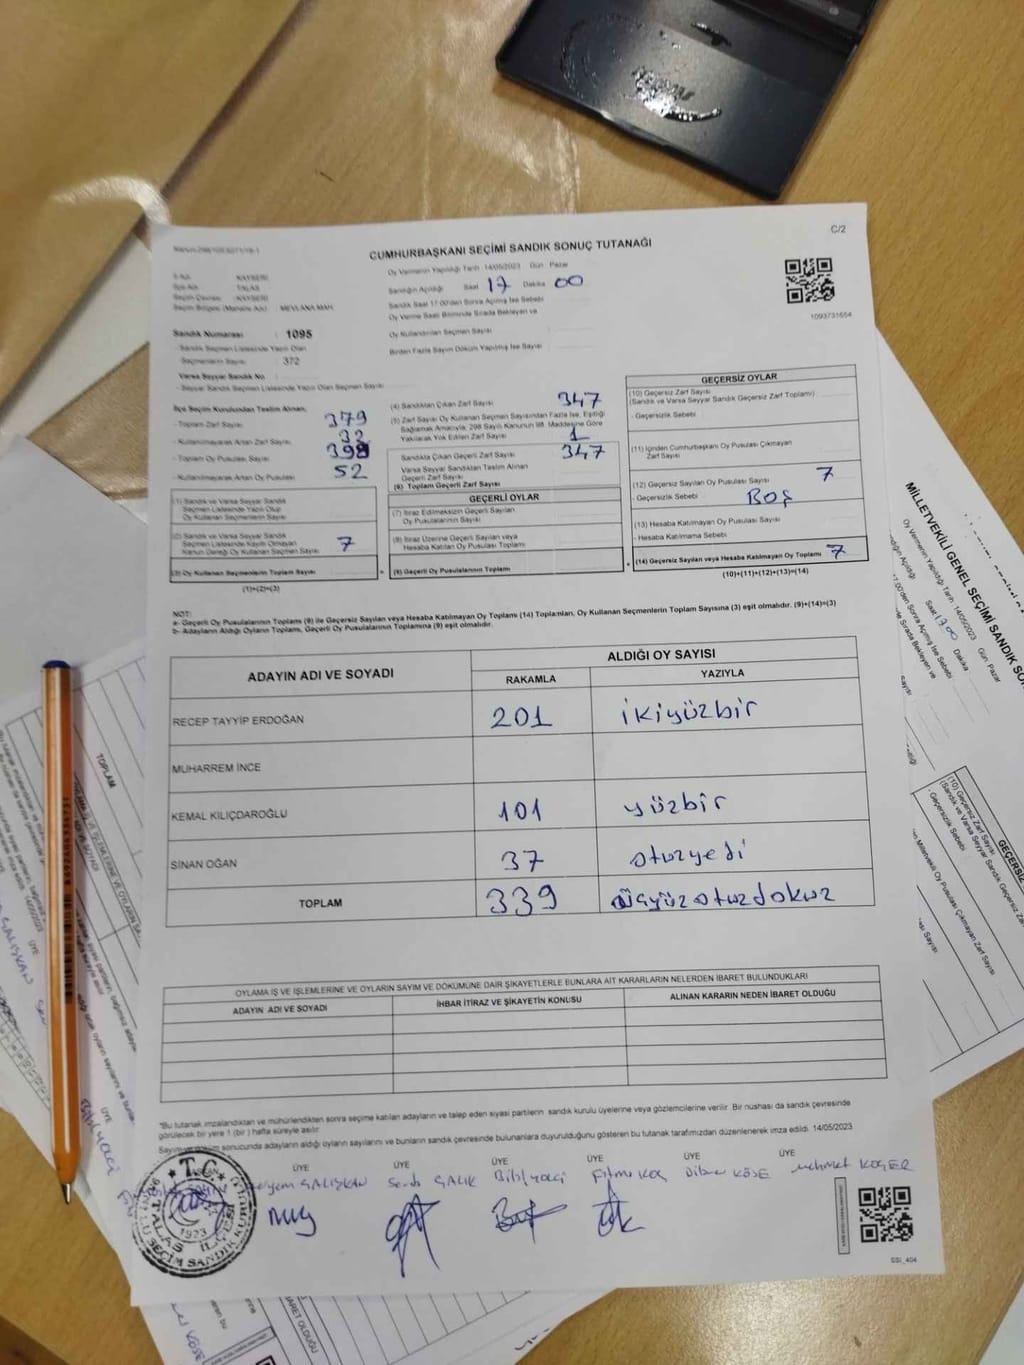 C/2
CUMHURBAŞKANI SEÇİMİ SANDIK SONUÇ TUTANAĞI
Oy Vermenin Yapıldığı Tarih 14/05/2023 Gün: Pazar
İli Adı KAYSERİ
Sandığın Açıldığı Saat 17 Dakika 00
İlçe Adı TALAS
Seçim Çevresi KAYSERİ
Sandık Saat 17:00'den Sonra Açılmış İse Sebebi
Seçim Bölgesi (Mahalle Adı) : MEVLANA MAH.
Oy Verme Saati Bitiminde Sırada Bekleyen ve
Oy Kullandırılan Seçmen Sayısı
1093731654
Sandık Numarası : 1095
Birden Fazla Sayım Döküm Yapılmış İse Sayısı
- Sandık Seçmen Listesinde Yazılı Olan
Seçmenlerin Sayısı : 372
Varsa Seyyar Sandık No
- Seyyar Sandık Seçmen Listesinde Yazılı Olan Seçmen Sayısı
İlçe Seçim Kurulundan Teslim Alınan,
- Toplam Zarf Sayısı 379
- Kullanılmayarak Artan Zarf Sayısı 32
- Toplam Oy Pusulası Sayısı 398
- Kullanılmayarak Artan Oy Pusulası 52
(1) Sandık ve Varsa Seyyar Sandık
Seçmen Listesinde Yazılı Olup
Oy Kullanan Seçmenlerin Sayısı
(2) Sandık ve Varsa Seyyar Sandık
Seçmen Listesinde Kaydı Olmayan
Kanun Gereği Oy Kullanan Seçmen Sayısı 7
(3) Oy Kullanan Seçmenlerin Toplam Sayısı
(1)+(2)=(3)
(4) Sandıktan Çıkan Zarf Sayısı 347
(5) Zarf Sayısı Oy Kullanan Seçmen Sayısından Fazla İse, Eşitliği
Sağlamak Amacıyla, 298 Sayılı Kanunun 98. Maddesine Göre
Yakılarak Yok Edilen Zarf Sayısı 1
Sandıkta Çıkan Geçerli Zarf Sayısı 347
Varsa Seyyar Sandıktan Teslim Alınan
Geçerli Zarf Sayısı
(6) Toplam Geçerli Zarf Sayısı
GEÇERLİ OYLAR
(7) İtiraz Edilmeksizin Geçerli Sayılan
Oy Pusulalarının Sayısı
(8) İtiraz Üzerine Geçerli Sayılan veya
Hesaba Katılan Oy Pusulası Toplamı
(9) Geçerli Oy Pusulalarının Toplamı
GEÇERSİZ OYLAR
(10) Geçersiz Zarf Sayısı
(Sandık ve Varsa Seyyar Sandık Geçersiz Zarf Toplamı)
- Geçersizlik Sebebi
(11) İçinden Cumhurbaşkanı Oy Pusulası Çıkmayan
Zarf Sayısı
(12) Geçersiz Sayılan Oy Pusulası Sayısı 7
- Geçersizlik Sebebi BOŞ
(13) Hesaba Katılmayan Oy Pusulası Sayısı
- Hesaba Katılmama Sebebi
(14) Geçersiz Sayılan veya Hesaba Katılmayan Oy Toplamı 7
(10)+(11)+(12)+(13)=(14)
NOT:
a- Geçerli Oy Pusulalarının Toplamı (9) ile Geçersiz Sayılan veya Hesaba Katılmayan Oy Toplamı (14) Toplamları, Oy Kullanan Seçmenlerin Toplam Sayısına (3) eşit olmalıdır. (9)+(14)=(3)
b- Adayların Aldığı Oyların Toplamı, Geçerli Oy Pusulalarının Toplamına (9) eşit olmalıdır.
ADAYIN ADI VE SOYADI
ALDIĞI OY SAYISI
RAKAMLA YAZIYLA
RECEP TAYYİP ERDOĞAN 201 ikiyüzbir
MUHARREM İNCE
KEMAL KILIÇDAROĞLU 101 yüzbir
SİNAN OĞAN 37 otuzyedi
TOPLAM 339 üçyüzotuzdokuz
OYLAMA İŞ VE İŞLEMLERİNE VE OYLARIN SAYIM VE DÖKÜMÜNE DAİR ŞİKAYETLERLE BUNLARA AİT KARARLARIN NELERDEN İBARET BULUNDUKLARI
ADAYIN ADI VE SOYADI İHBAR İTİRAZ VE ŞİKAYETİN KONUSU ALINAN KARARIN NEDEN İBARET OLDUĞU
*Bu tutanak imzalandıktan ve mühürlendikten sonra seçime katılan adayların ve talep eden siyasi partilerin sandık kurulu üyelerine veya gözlemcilerine verilir. Bir nüshası da sandık çevresinde
görülecek bir yere 1 (bir) hafta süreyle asılır.
Sayım ve döküm sonucunda adayların aldığı oyların sayılarını ve bunların sandık çevresinde bulunanlara duyurulduğunu gösteren bu tutanak tarafımızdan düzenlenerek imza edildi. 14/05/2023
ÜYE ÜYE ÜYE ÜYE ÜYE ÜYE
ÇALIŞKAN ÇALIK Fatma KOÇ KÖSE Mehmet KOÇER
T.C.
1923
TALAS İLÇESİ
SEÇİM SANDIK KURULU
SSİ_404
MİLLETVEKİLİ GENEL SEÇİMİ SANDIK SO
Oy Vermenin Yapıldığı Tarih 14/05/2023 Gün: Pazar
Saat 17 00 Dakika
(10) Geçersiz Zarf Sayısı
(Sandık ve Varsa Seyyar Sandık
- Geçersizlik Sebebi
TOPLAM
ÜYE
ÇALIŞKAN
ÜYE